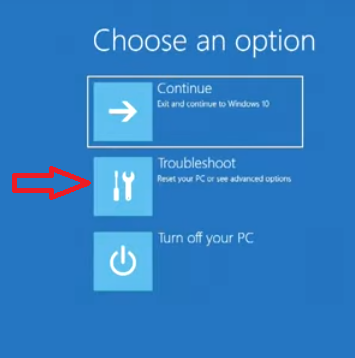 Choose an option
Continue
Exit and continue to Windows 10
Troubleshoot
Reset your PC or see advanced options
Turn off your PC